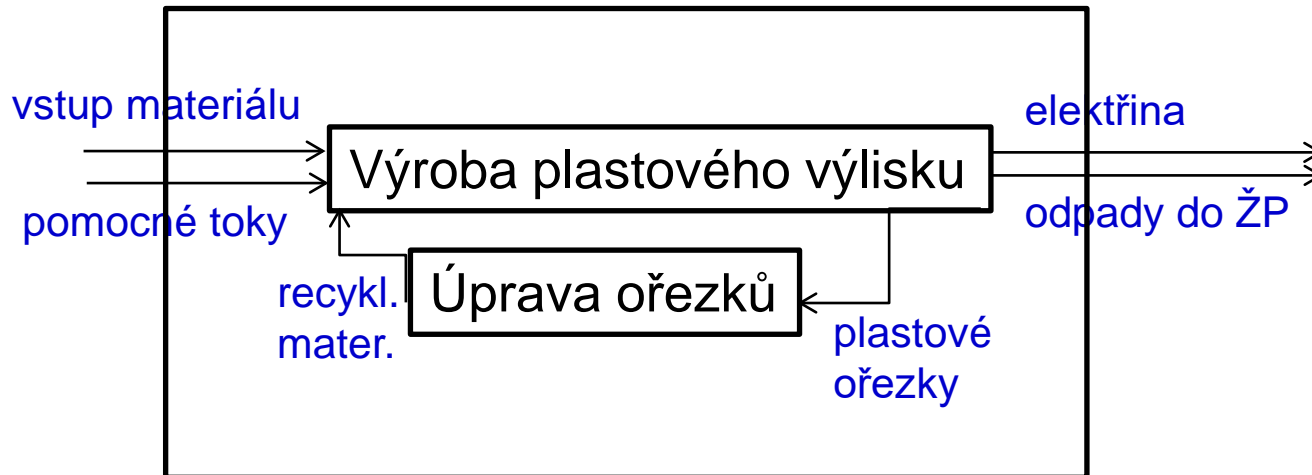 vstup materiálu
elektřina
Výroba plastového výlisku
pomocné toky
odpady do ŽP
recykl.
mater.
Úprava ořezků
plastové
ořezky